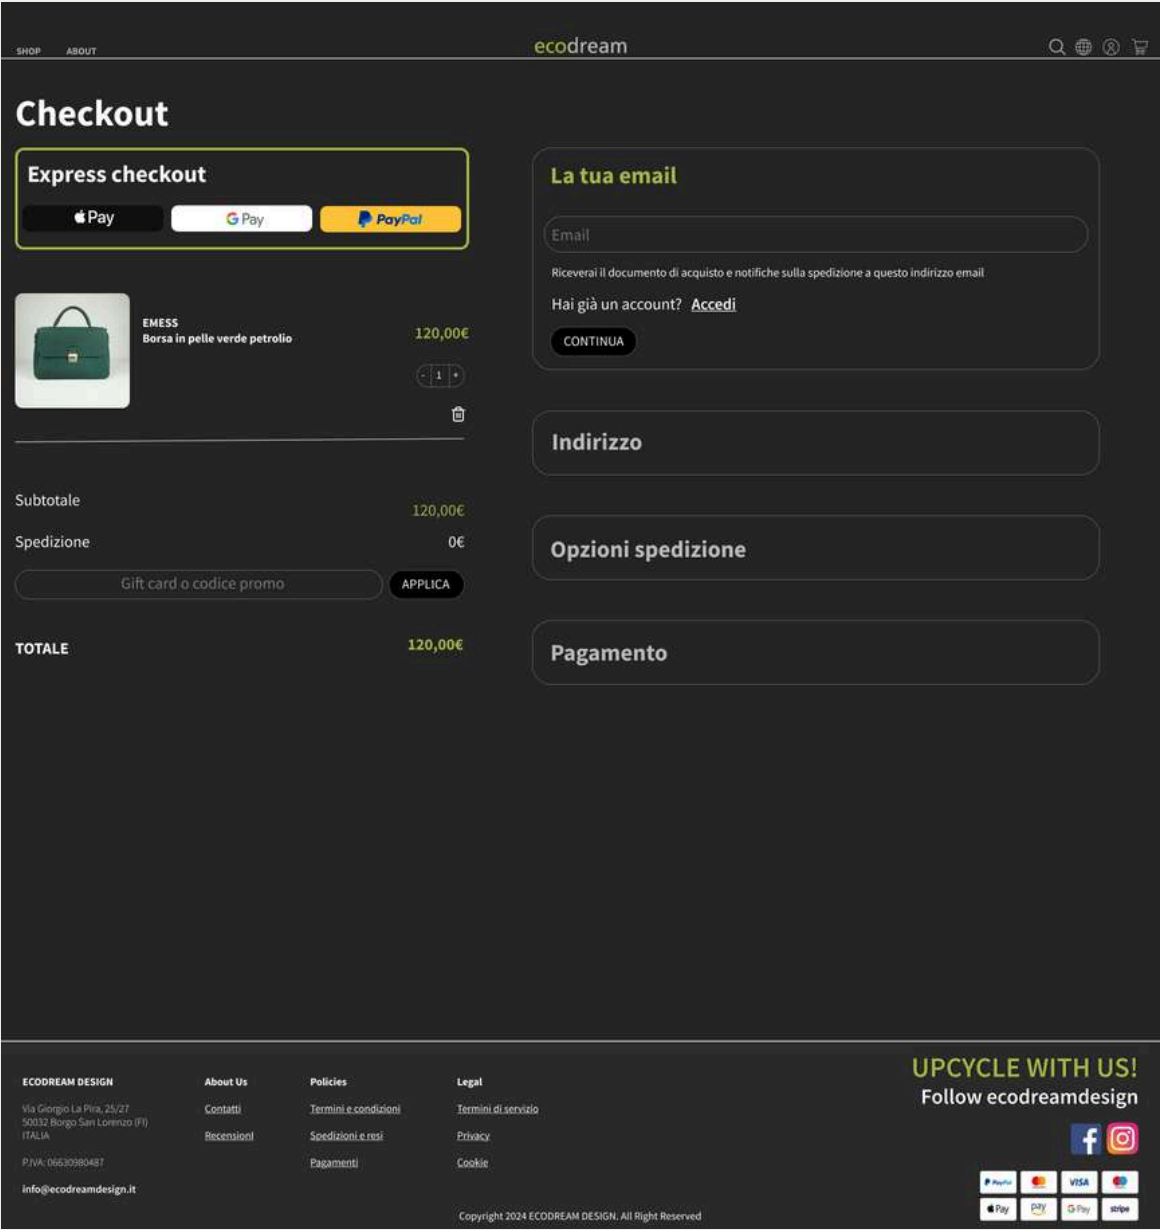 SHOP ABOUT ecodream
Checkout
Express checkout
Pay G Pay PayPal
EMESS
Borsa in pelle verde petrolio
120,00€
- 1 +
Subtotale 120,00€
Spedizione 0€
Gift card o codice promo APPLICA
TOTALE 120,00€
La tua email
Email
Riceverai il documento di acquisto e notifiche sulla spedizione a questo indirizzo email
Hai già un account? Accedi
CONTINUA
Indirizzo
Opzioni spedizione
Pagamento
ECODREAM DESIGN
Via Giorgio La Pira, 25/27
50032 Borgo San Lorenzo (FI)
ITALIA
P.IVA: 06630980487
info@ecodreamdesign.it
About Us
Contatti
Recensioni
Policies
Termini e condizioni
Spedizioni e resi
Pagamenti
Legal
Termini di servizio
Privacy
Cookie
UPCYCLE WITH US!
Follow ecodreamdesign
PayPal VISA
Pay pay G Pay stripe
Copyright 2024 ECODREAM DESIGN. All Right Reserved